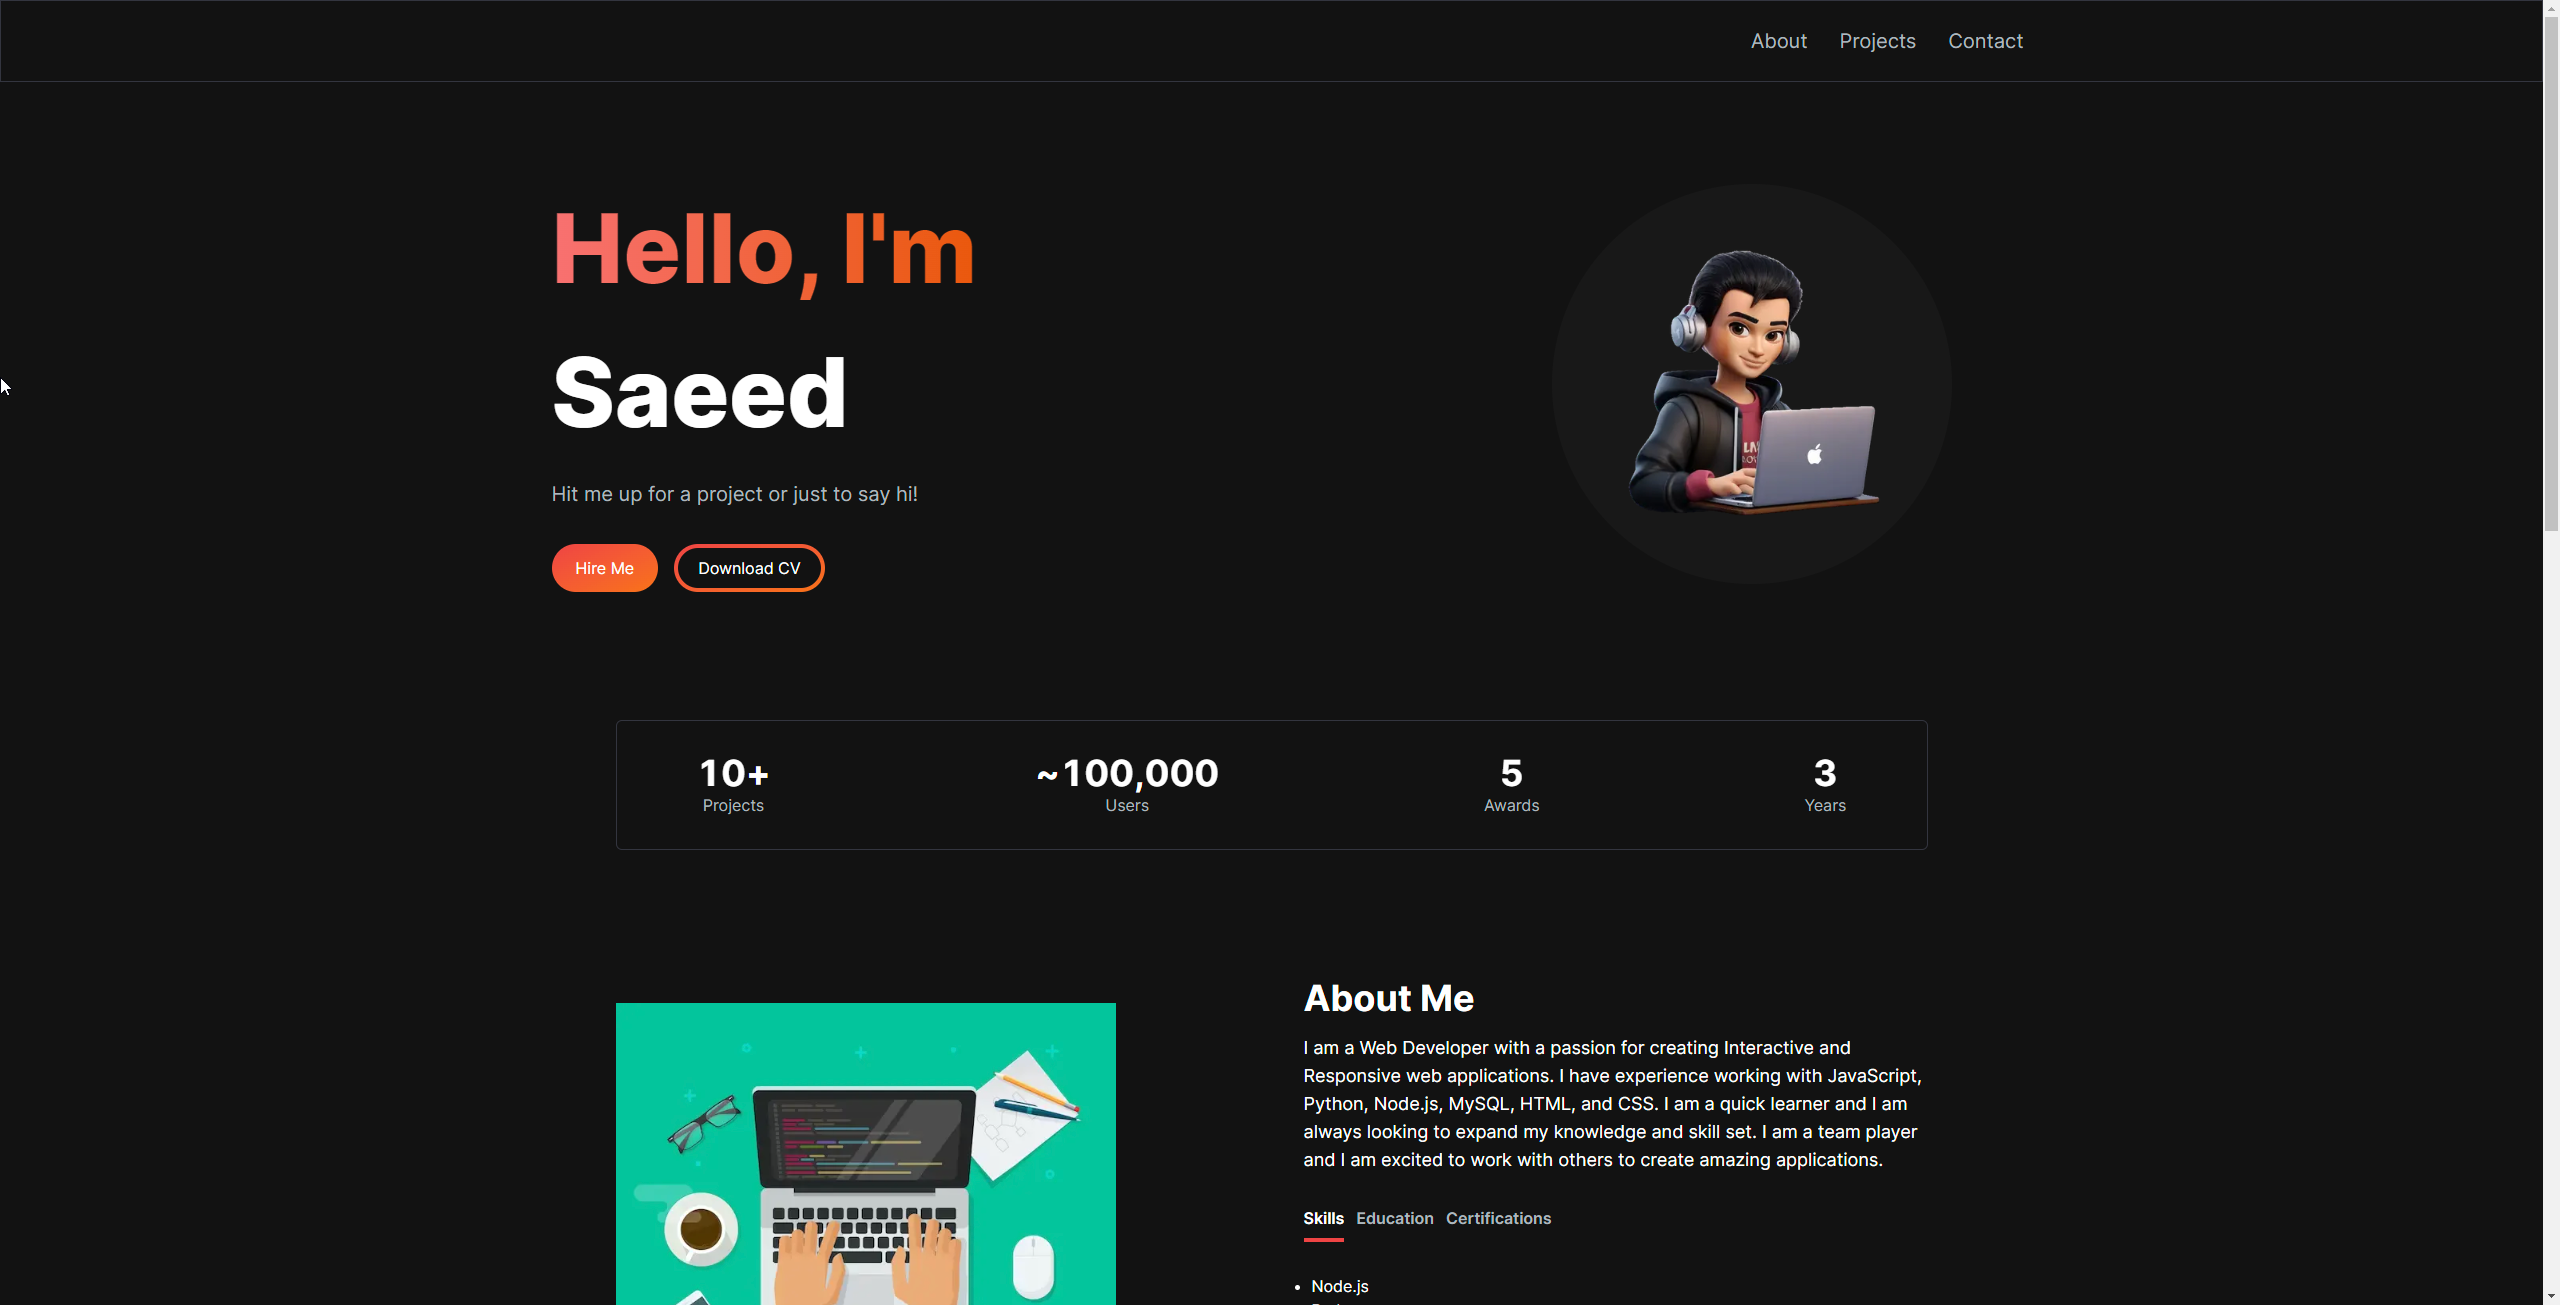 About Projects Contact
Hello, I'm
Saeed
Hit me up for a project or just to say hi!
Hire Me Download CV
10+ ~100,000 5 3
Projects Users Awards Years
About Me
I am a Web Developer with a passion for creating Interactive and
Responsive web applications. I have experience working with JavaScript,
Python, Node.js, MySQL, HTML, and CSS. I am a quick learner and I am
always looking to expand my knowledge and skill set. I am a team player
and I am excited to work with others to create amazing applications.
Skills Education Certifications
• Node.js